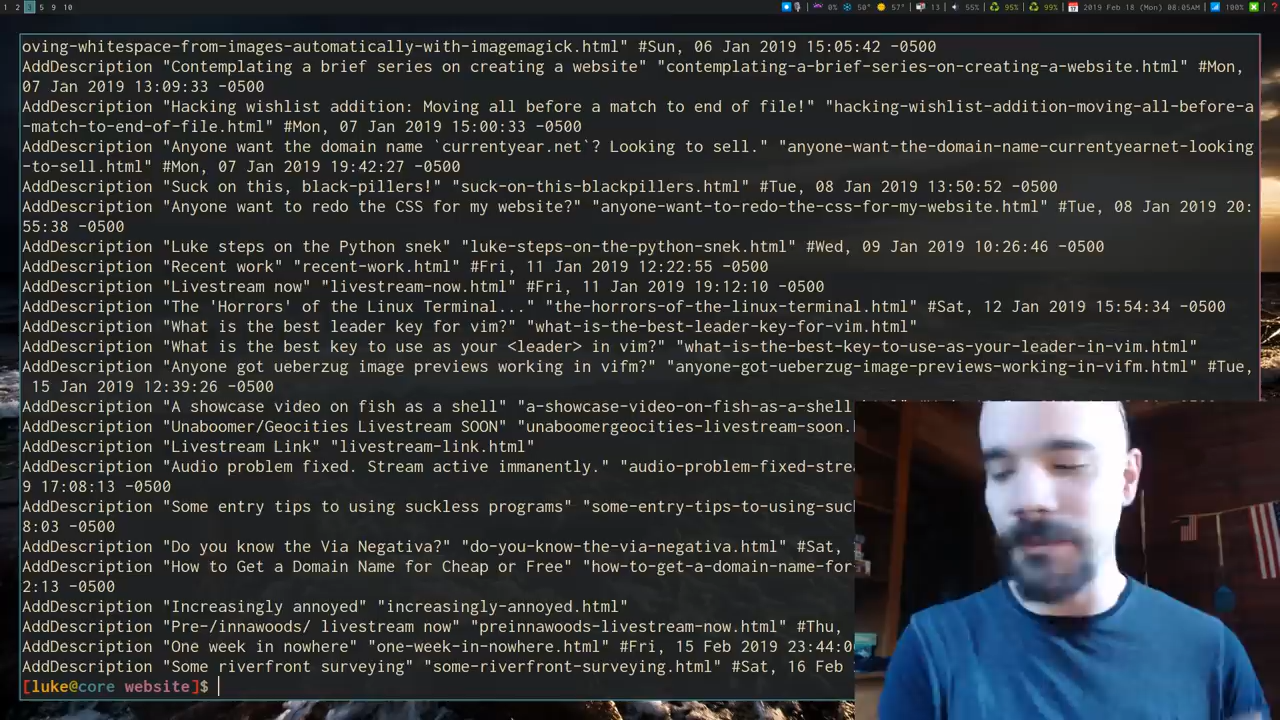 1 2 3 5 9 10 0% 50° 57° 13 55% 95% 99% 2019 Feb 18 (Mon) 08:05AM 100% ?
oving-whitespace-from-images-automatically-with-imagemagick.html" #Sun, 06 Jan 2019 15:05:42 -0500
AddDescription "Contemplating a brief series on creating a website" "contemplating-a-brief-series-on-creating-a-website.html" #Mon,
07 Jan 2019 13:09:33 -0500
AddDescription "Hacking wishlist addition: Moving all before a match to end of file!" "hacking-wishlist-addition-moving-all-before-a
-match-to-end-of-file.html" #Mon, 07 Jan 2019 15:00:33 -0500
AddDescription "Anyone want the domain name `currentyear.net`? Looking to sell." "anyone-want-the-domain-name-currentyearnet-looking
-to-sell.html" #Mon, 07 Jan 2019 19:42:27 -0500
AddDescription "Suck on this, black-pillers!" "suck-on-this-blackpillers.html" #Tue, 08 Jan 2019 13:50:52 -0500
AddDescription "Anyone want to redo the CSS for my website?" "anyone-want-to-redo-the-css-for-my-website.html" #Tue, 08 Jan 2019 20:
55:38 -0500
AddDescription "Luke steps on the Python snek" "luke-steps-on-the-python-snek.html" #Wed, 09 Jan 2019 10:26:46 -0500
AddDescription "Recent work" "recent-work.html" #Fri, 11 Jan 2019 12:22:55 -0500
AddDescription "Livestream now" "livestream-now.html" #Fri, 11 Jan 2019 19:12:10 -0500
AddDescription "The 'Horrors' of the Linux Terminal..." "the-horrors-of-the-linux-terminal.html" #Sat, 12 Jan 2019 15:54:34 -0500
AddDescription "What is the best leader key for vim?" "what-is-the-best-leader-key-for-vim.html"
AddDescription "What is the best key to use as your <leader> in vim?" "what-is-the-best-key-to-use-as-your-leader-in-vim.html"
AddDescription "Anyone got ueberzug image previews working in vifm?" "anyone-got-ueberzug-image-previews-working-in-vifm.html" #Tue,
15 Jan 2019 12:39:26 -0500
AddDescription "A showcase video on fish as a shell" "a-showcase-video-on-fish-as-a-shell
AddDescription "Unaboomer/Geocities Livestream SOON" "unaboomergeocities-livestream-soon.
AddDescription "Livestream Link" "livestream-link.html"
AddDescription "Audio problem fixed. Stream active immanently." "audio-problem-fixed-stre
9 17:08:13 -0500
AddDescription "Some entry tips to using suckless programs" "some-entry-tips-to-using-suc
8:03 -0500
AddDescription "Do you know the Via Negativa?" "do-you-know-the-via-negativa.html" #Sat,
AddDescription "How to Get a Domain Name for Cheap or Free" "how-to-get-a-domain-name-for
2:13 -0500
AddDescription "Increasingly annoyed" "increasingly-annoyed.html"
AddDescription "Pre-/innawoods/ livestream now" "preinnawoods-livestream-now.html" #Thu,
AddDescription "One week in nowhere" "one-week-in-nowhere.html" #Fri, 15 Feb 2019 23:44:0
AddDescription "Some riverfront surveying" "some-riverfront-surveying.html" #Sat, 16 Feb
[luke@core website]$